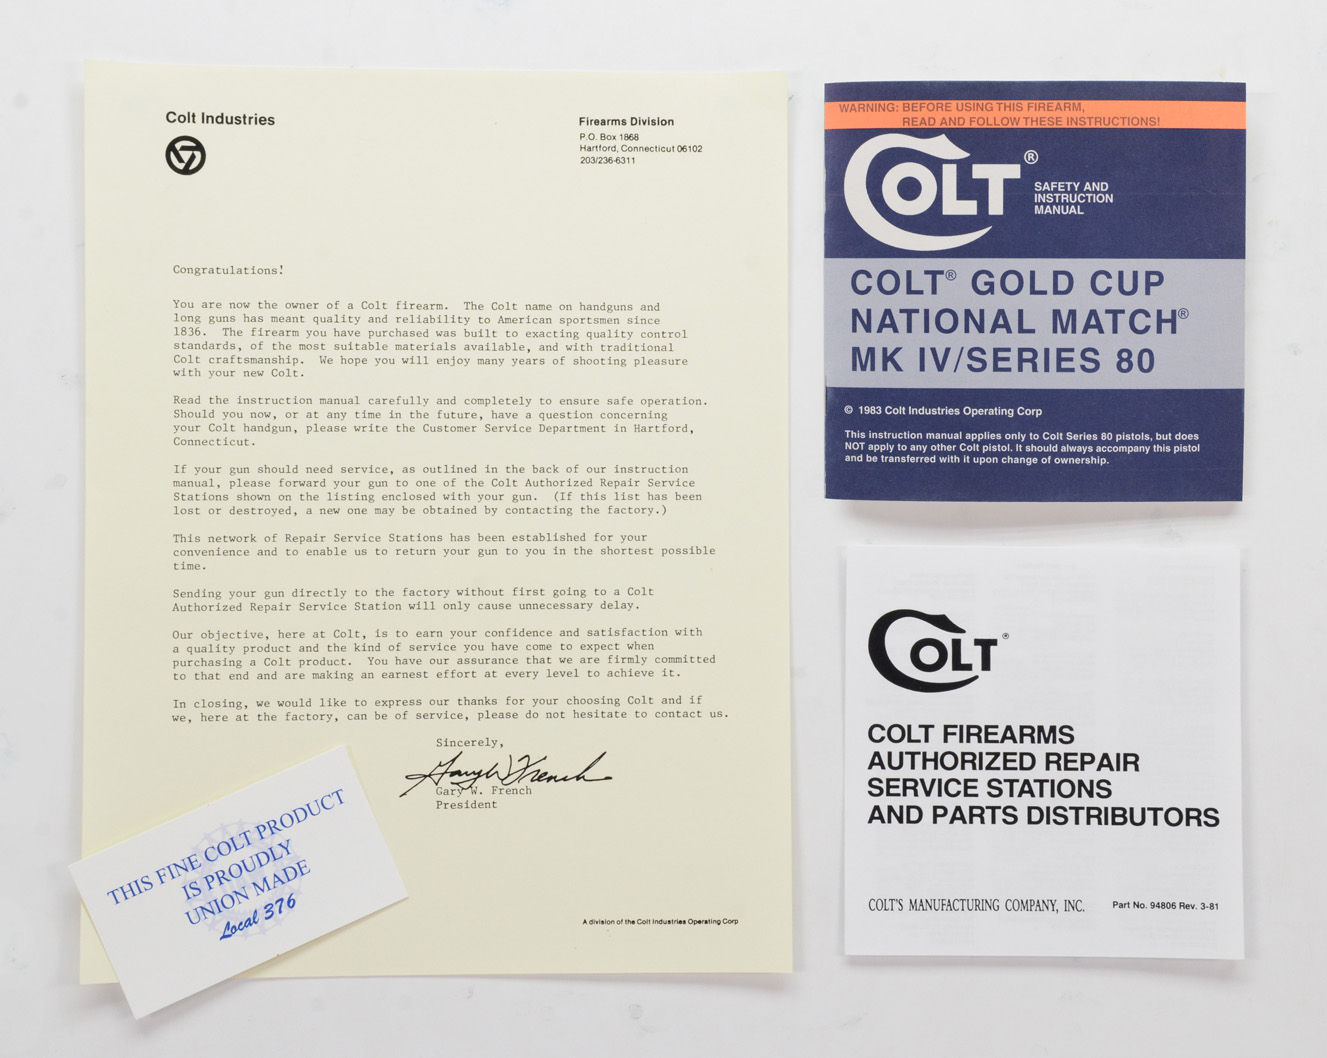 Colt Industries
Firearms Division
P.O. Box 1868
Hartford, Connecticut 06102
203/236-6311
Congratulations!
You are now the owner of a Colt firearm. The Colt name on handguns and
long guns has meant quality and reliability to American sportsmen since
1836. The firearm you have purchased was built to exacting quality control
standards, of the most suitable materials available, and with traditional
Colt craftsmanship. We hope you will enjoy many years of shooting pleasure
with your new Colt.
Read the instruction manual carefully and completely to ensure safe operation.
Should you now, or at any time in the future, have a question concerning
your Colt handgun, please write the Customer Service Department in Hartford,
Connecticut.
If your gun should need service, as outlined in the back of our instruction
manual, please forward your gun to one of the Colt Authorized Repair Service
Stations shown on the listing enclosed with your gun. (If this list has been
lost or destroyed, a new one may be obtained by contacting the factory.)
This network of Repair Service Stations has been established for your
convenience and to enable us to return your gun to you in the shortest possible
time.
Sending your gun directly to the factory without first going to a Colt
Authorized Repair Service Station will only cause unnecessary delay.
Our objective, here at Colt, is to earn your confidence and satisfaction with
a quality product and the kind of service you have come to expect when
purchasing a Colt product. You have our assurance that we are firmly committed
to that end and are making an earnest effort at every level to achieve it.
In closing, we would like to express our thanks for your choosing Colt and if
we, here at the factory, can be of service, please do not hesitate to contact us.
Sincerely,
Gary W. French
Gary W. French
President
A division of the Colt Industries Operating Corp
THIS FINE COLT PRODUCT
IS PROUDLY
UNION MADE
Local 376
WARNING: BEFORE USING THIS FIREARM,
READ AND FOLLOW THESE INSTRUCTIONS!
COLT®
SAFETY AND
INSTRUCTION
MANUAL
COLT® GOLD CUP
NATIONAL MATCH®
MK IV/SERIES 80
© 1983 Colt Industries Operating Corp
This instruction manual applies only to Colt Series 80 pistols, but does
NOT apply to any other Colt pistol. It should always accompany this pistol
and be transferred with it upon change of ownership.
COLT®
COLT FIREARMS
AUTHORIZED REPAIR
SERVICE STATIONS
AND PARTS DISTRIBUTORS
COLT'S MANUFACTURING COMPANY, INC.
Part No. 94806 Rev. 3-81